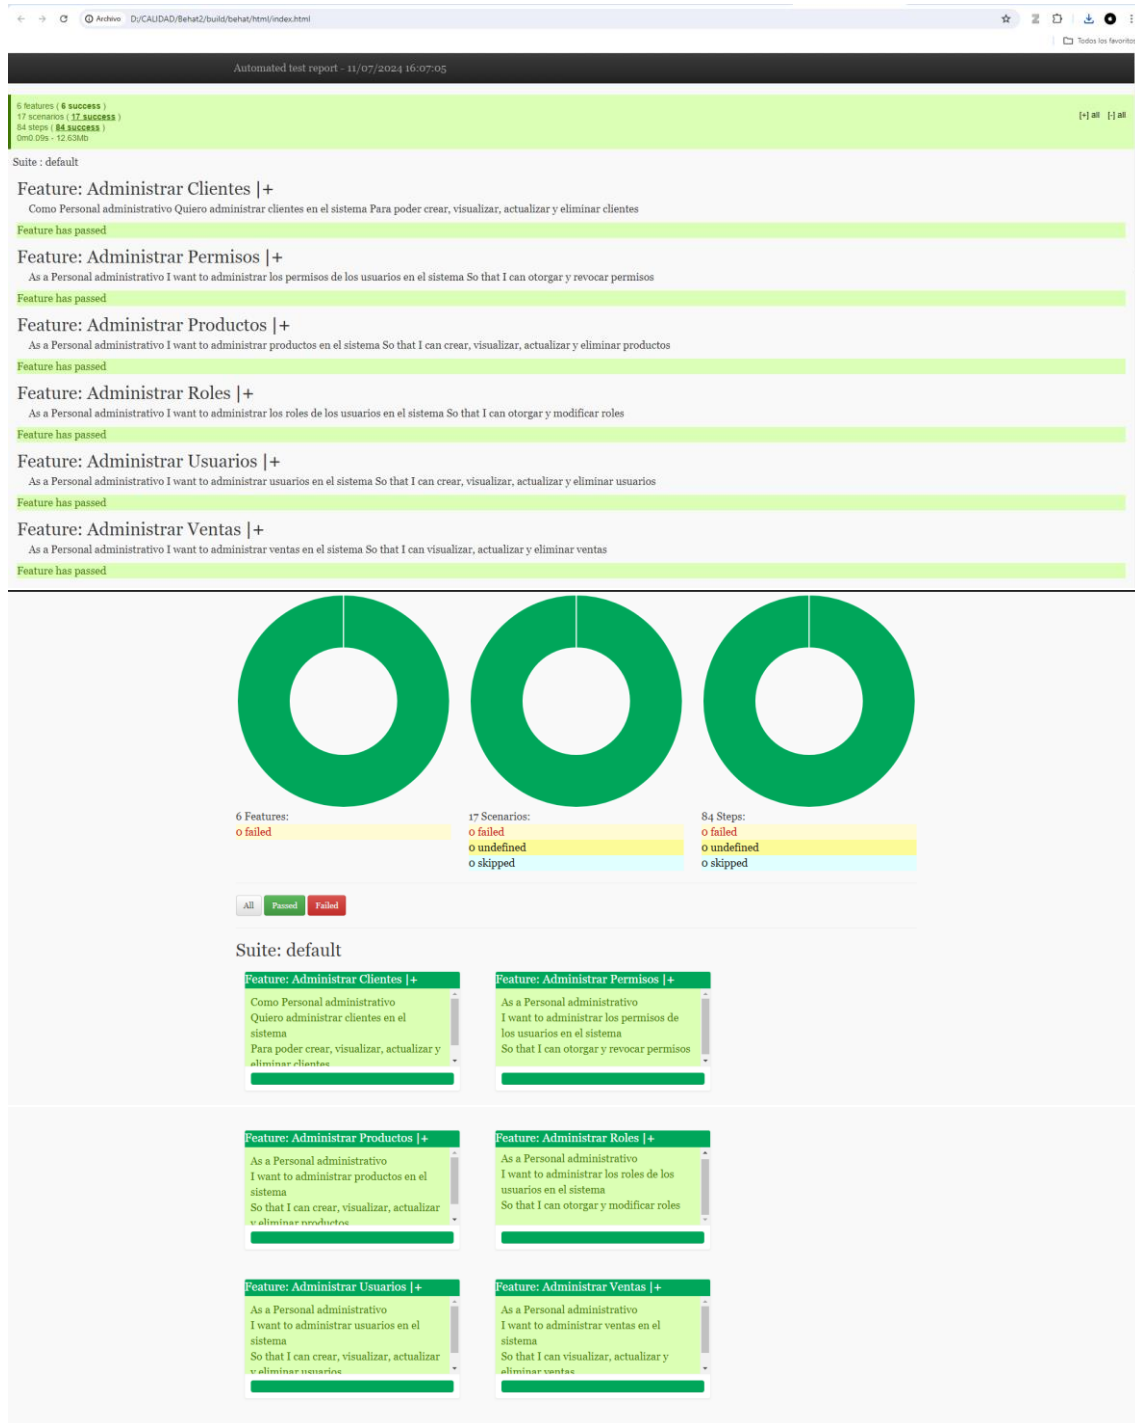 Archivo D:/CALIDAD/Behat2/build/behat/html/index.html
Todos los favoritos
Automated test report - 11/07/2024 16:07:05
6 features ( 6 success )
17 scenarios ( 17 success )
84 steps ( 84 success )
0m0.09s - 12.63Mb
[+] all [-] all
Suite : default
Feature: Administrar Clientes |+
Como Personal administrativo Quiero administrar clientes en el sistema Para poder crear, visualizar, actualizar y eliminar clientes
Feature has passed
Feature: Administrar Permisos |+
As a Personal administrativo I want to administrar los permisos de los usuarios en el sistema So that I can otorgar y revocar permisos
Feature has passed
Feature: Administrar Productos |+
As a Personal administrativo I want to administrar productos en el sistema So that I can crear, visualizar, actualizar y eliminar productos
Feature has passed
Feature: Administrar Roles |+
As a Personal administrativo I want to administrar los roles de los usuarios en el sistema So that I can otorgar y modificar roles
Feature has passed
Feature: Administrar Usuarios |+
As a Personal administrativo I want to administrar usuarios en el sistema So that I can crear, visualizar, actualizar y eliminar usuarios
Feature has passed
Feature: Administrar Ventas |+
As a Personal administrativo I want to administrar ventas en el sistema So that I can visualizar, actualizar y eliminar ventas
Feature has passed
6 Features:
0 failed
17 Scenarios:
0 failed
0 undefined
0 skipped
84 Steps:
0 failed
0 undefined
0 skipped
All Passed Failed
Suite: default
Feature: Administrar Clientes |+
Como Personal administrativo
Quiero administrar clientes en el
sistema
Para poder crear, visualizar, actualizar y
eliminar clientes
Feature: Administrar Permisos |+
As a Personal administrativo
I want to administrar los permisos de
los usuarios en el sistema
So that I can otorgar y revocar permisos
Feature: Administrar Productos |+
As a Personal administrativo
I want to administrar productos en el
sistema
So that I can crear, visualizar, actualizar
y eliminar productos
Feature: Administrar Roles |+
As a Personal administrativo
I want to administrar los roles de los
usuarios en el sistema
So that I can otorgar y modificar roles
Feature: Administrar Usuarios |+
As a Personal administrativo
I want to administrar usuarios en el
sistema
So that I can crear, visualizar, actualizar
y eliminar usuarios
Feature: Administrar Ventas |+
As a Personal administrativo
I want to administrar ventas en el
sistema
So that I can visualizar, actualizar y
eliminar ventas